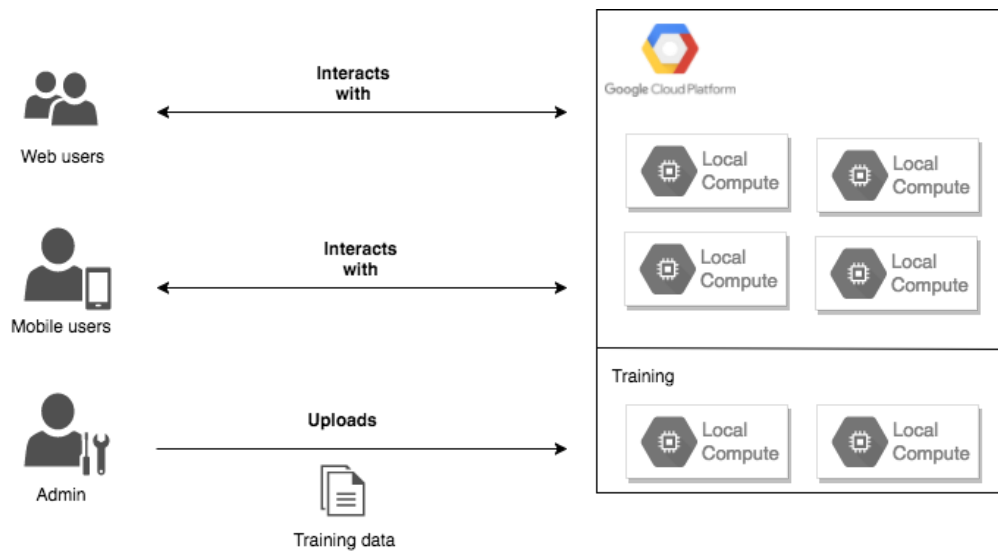 Google Cloud Platform
Interacts
with
Web users
Local
Compute
Local
Compute
Interacts
with
Mobile users
Local
Compute
Local
Compute
Training
Uploads
Admin
Training data
Local
Compute
Local
Compute